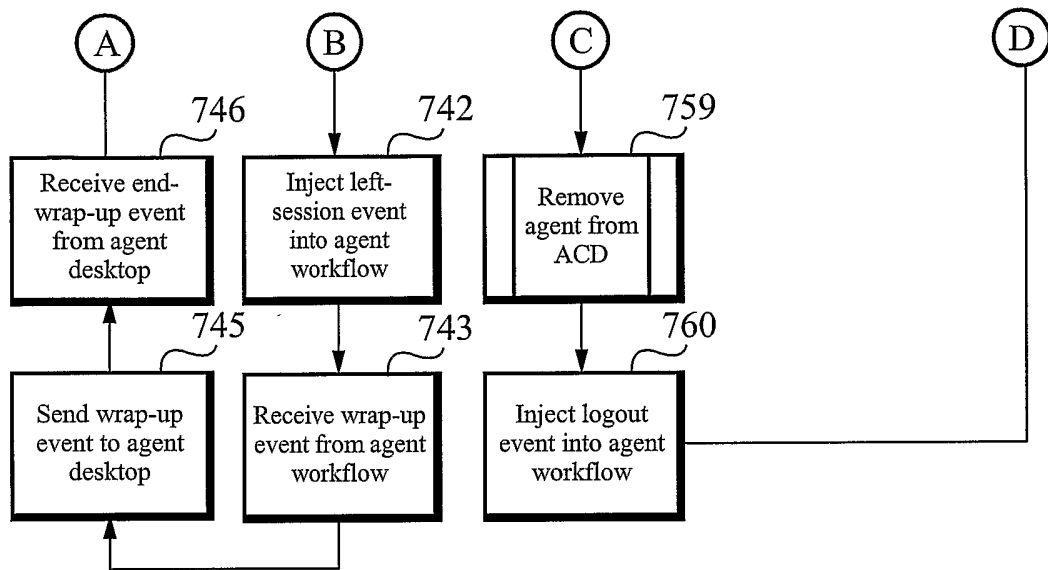 A
B
C
D
746
742
759
Receive end-
wrap-up event
from agent
desktop
Inject left-
session event
into agent
workflow
Remove
agent from
ACD
745
743
760
Send wrap-up
event to agent
desktop
Receive wrap-up
event from agent
workflow
Inject logout
event into agent
workflow